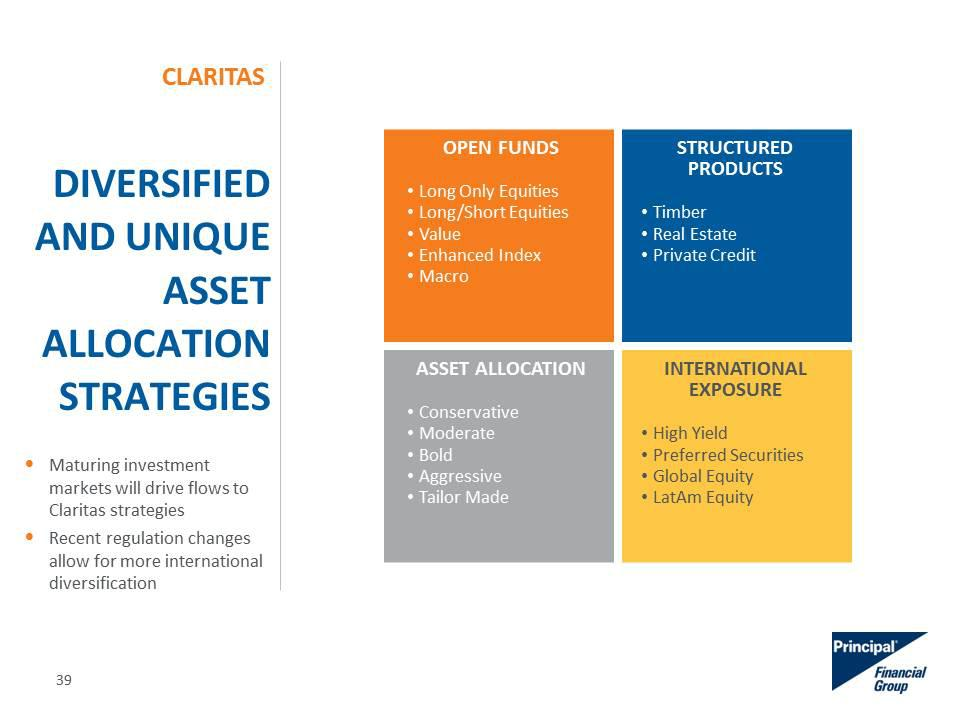 CLARITAS
DIVERSIFIED
AND UNIQUE
ASSET
ALLOCATION
STRATEGIES
• Maturing investment
markets will drive flows to
Claritas strategies
• Recent regulation changes
allow for more international
diversification
OPEN FUNDS
• Long Only Equities
• Long/Short Equities
• Value
• Enhanced Index
• Macro
STRUCTURED
PRODUCTS
• Timber
• Real Estate
• Private Credit
ASSET ALLOCATION
• Conservative
• Moderate
• Bold
• Aggressive
• Tailor Made
INTERNATIONAL
EXPOSURE
• High Yield
• Preferred Securities
• Global Equity
• LatAm Equity
39
Principal®
Financial
Group